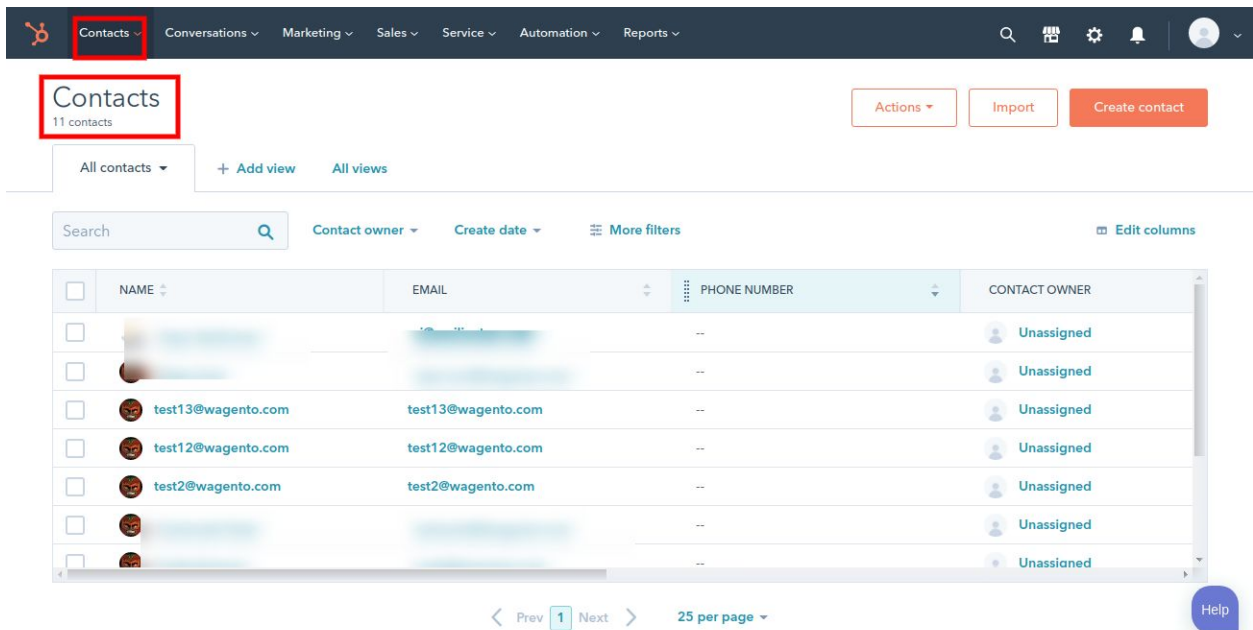 Contacts Conversations Marketing Sales Service Automation Reports
Contacts
11 contacts
Actions Import Create contact
All contacts + Add view All views
Search Contact owner Create date More filters Edit columns
NAME EMAIL PHONE NUMBER CONTACT OWNER
-- Unassigned
-- Unassigned
test13@wagento.com test13@wagento.com -- Unassigned
test12@wagento.com test12@wagento.com -- Unassigned
test2@wagento.com test2@wagento.com -- Unassigned
-- Unassigned
-- Unassigned
Prev 1 Next 25 per page
Help